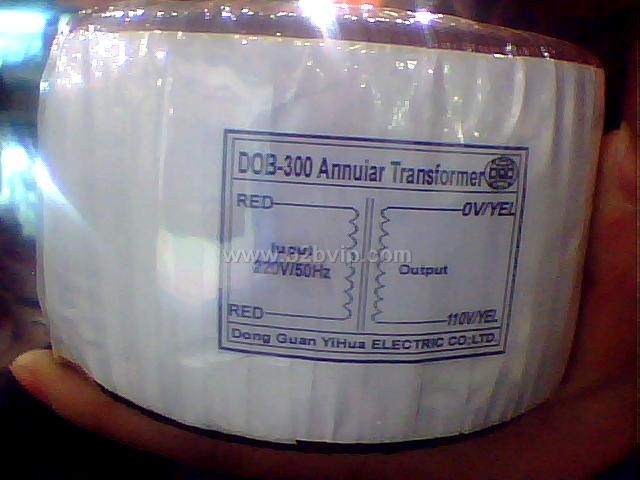 DOB-300 Annuiar Transformer
RED
0V/YEL
Input
220V/50Hz
www.b2bvip.com
Output
RED
110V/YEL
Dong Guan YiHua ELECTRIC CO;LTD.